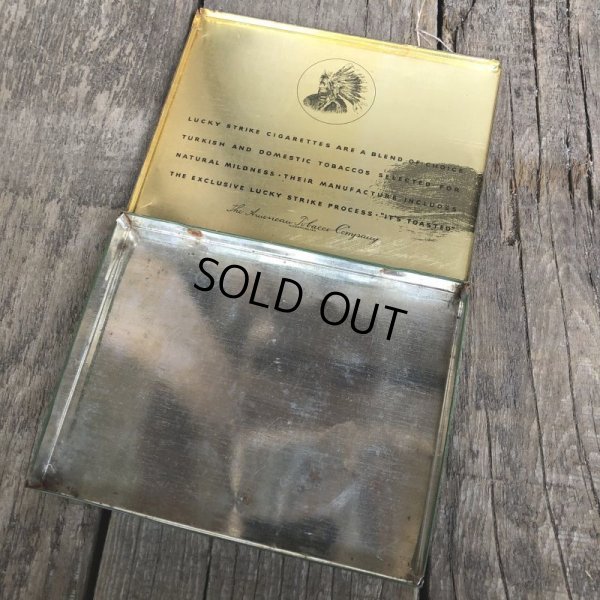 LUCKY STRIKE CIGARETTES ARE A BLEND OF CHOICE
TURKISH AND DOMESTIC TOBACCOS SELECTED FOR
NATURAL MILDNESS · THEIR MANUFACTURE INCLUDES
THE EXCLUSIVE LUCKY STRIKE PROCESS · "IT'S TOASTED"
The American Tobacco Company
SOLD OUT